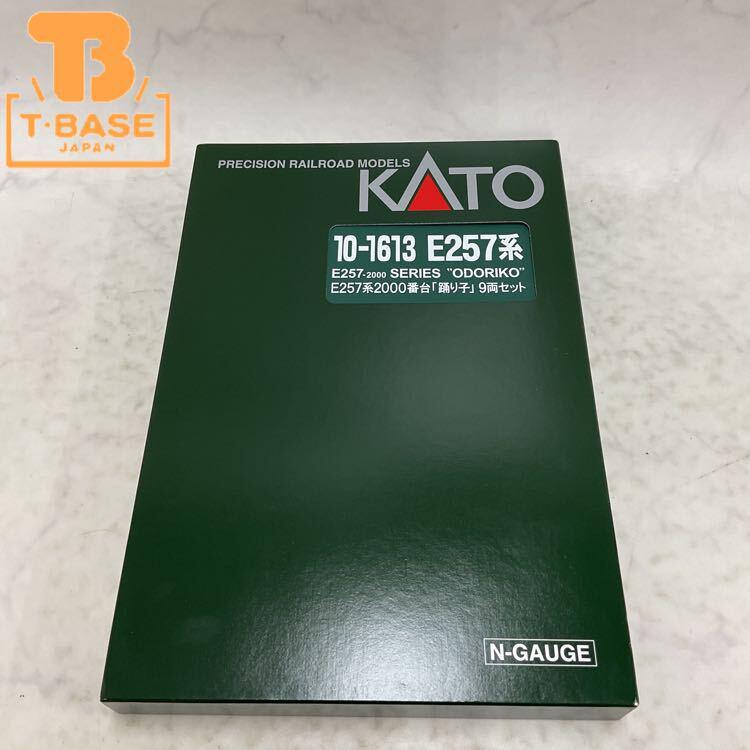 T·BASE
JAPAN
PRECISION RAILROAD MODELS
KATO
10-1613 E257系
E257-2000 SERIES "ODORIKO"
E257系2000番台「踊り子」9両セット
N-GAUGE